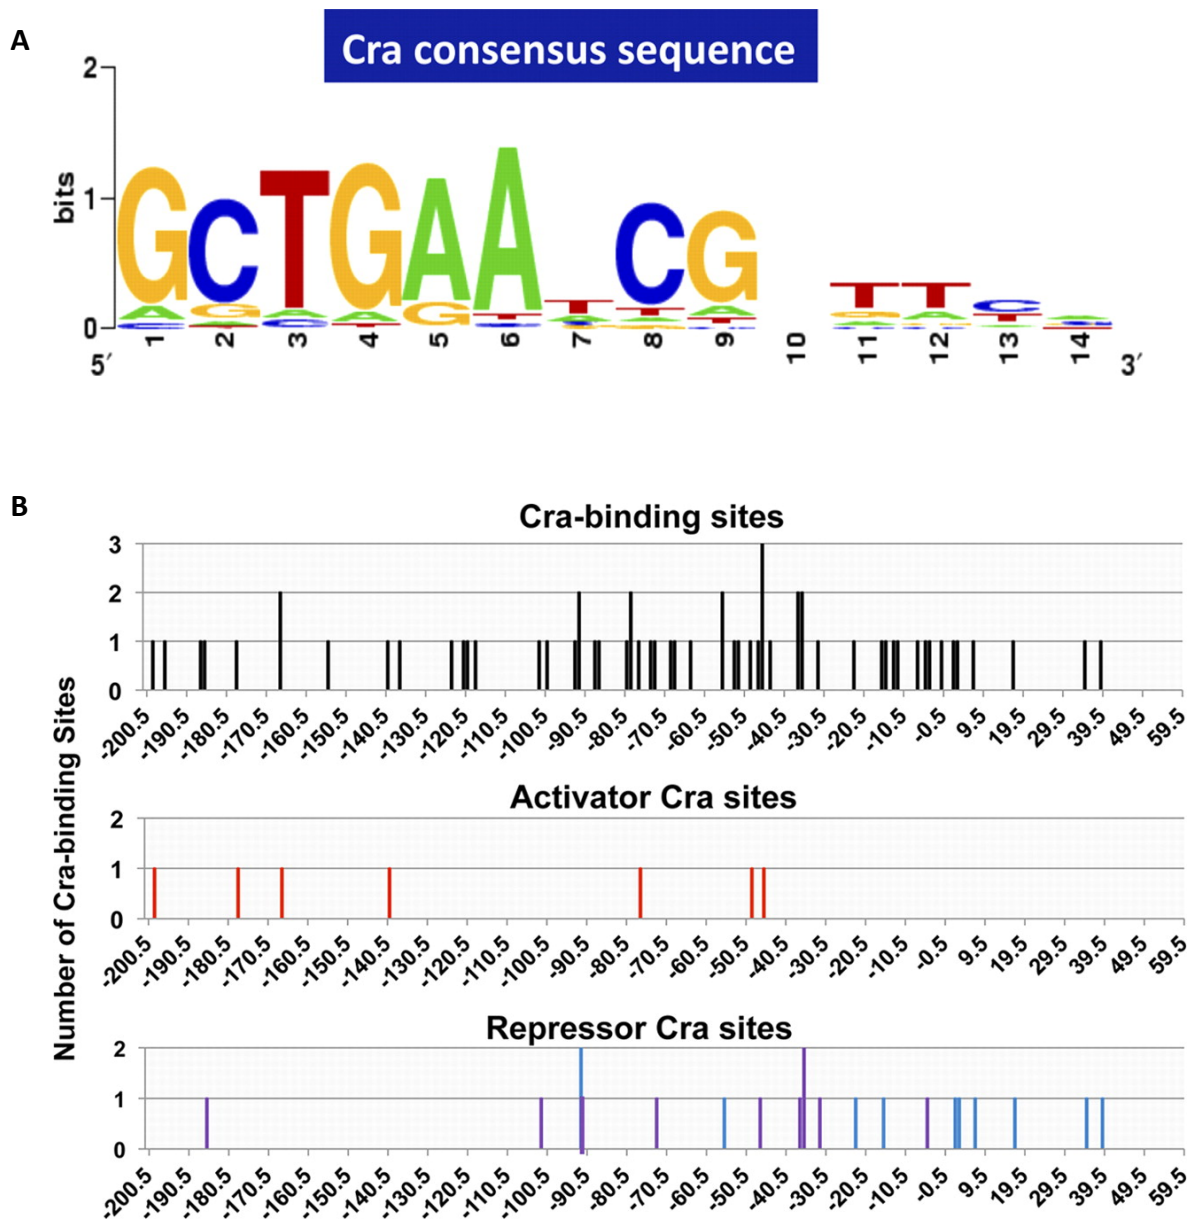 A
Cra consensus sequence
2
1
0
bits
GCTGAATCG TTC
5′ 1 2 3 4 5 6 7 8 9 10 11 12 13 14 3′
B
Number of Cra-binding Sites
Cra-binding sites
3
2
1
0
-200.5 -190.5 -180.5 -170.5 -160.5 -150.5 -140.5 -130.5 -120.5 -110.5 -100.5 -90.5 -80.5 -70.5 -60.5 -50.5 -40.5 -30.5 -20.5 -10.5 -0.5 9.5 19.5 29.5 39.5 49.5 59.5
Activator Cra sites
2
1
0
-200.5 -190.5 -180.5 -170.5 -160.5 -150.5 -140.5 -130.5 -120.5 -110.5 -100.5 -90.5 -80.5 -70.5 -60.5 -50.5 -40.5 -30.5 -20.5 -10.5 -0.5 9.5 19.5 29.5 39.5 49.5 59.5
Repressor Cra sites
2
1
0
-200.5 -190.5 -180.5 -170.5 -160.5 -150.5 -140.5 -130.5 -120.5 -110.5 -100.5 -90.5 -80.5 -70.5 -60.5 -50.5 -40.5 -30.5 -20.5 -10.5 -0.5 9.5 19.5 29.5 39.5 49.5 59.5